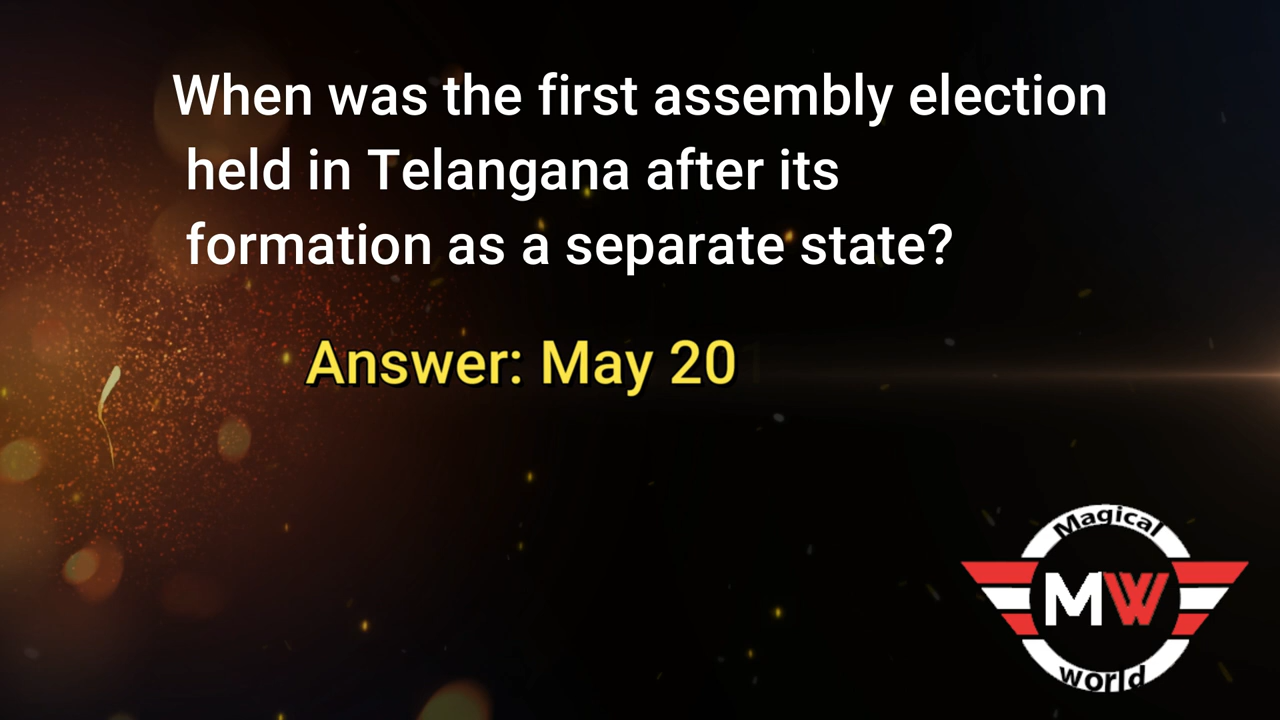 When was the first assembly election
held in Telangana after its
formation as a separate state?
Answer: May 20
Magical
MW
world